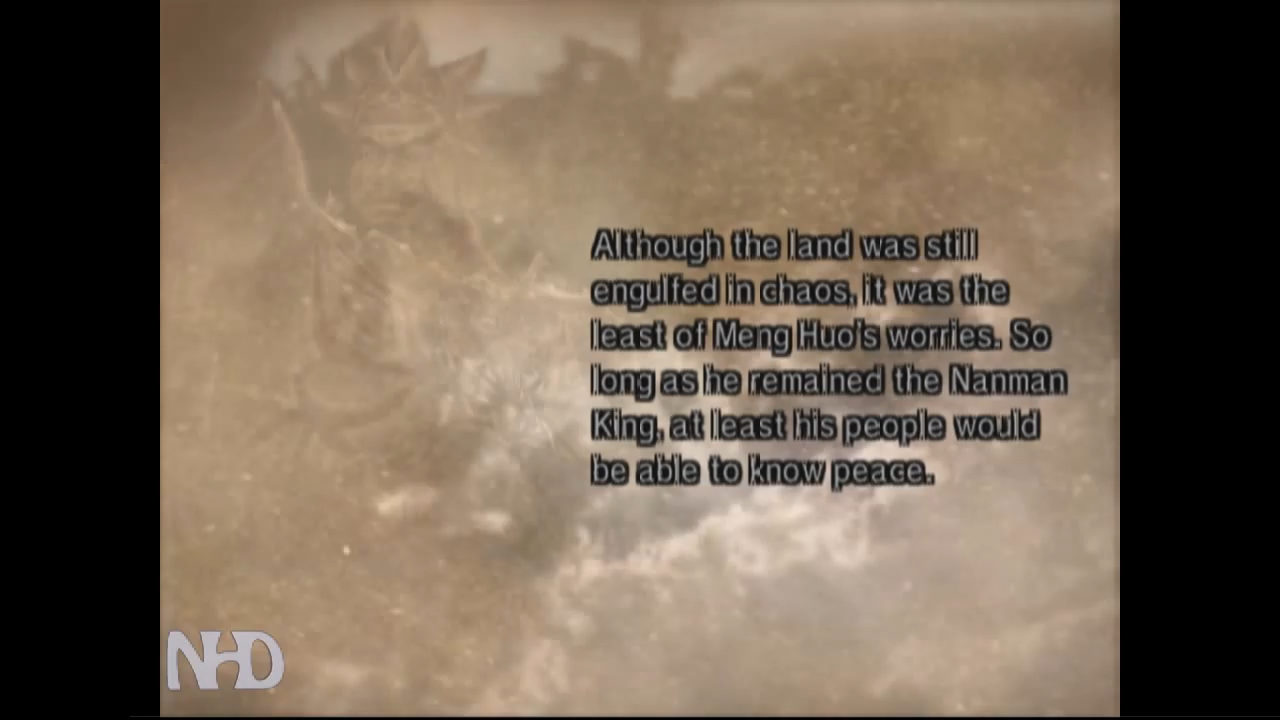 Although the land was still
engulfed in chaos, it was the
least of Meng Huo's worries. So
long as he remained the Nanman
King, at least his people would
be able to know peace.
NHD